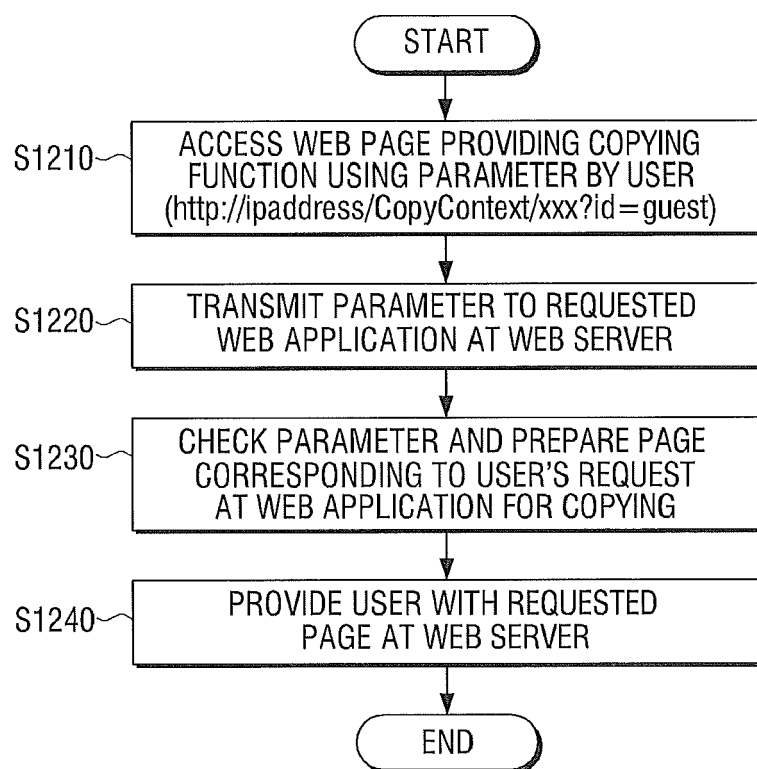 START
S1210
ACCESS WEB PAGE PROVIDING COPYING
FUNCTION USING PARAMETER BY USER
(http://ipaddress/CopyContext/xxx?id=guest)
S1220
TRANSMIT PARAMETER TO REQUESTED
WEB APPLICATION AT WEB SERVER
S1230
CHECK PARAMETER AND PREPARE PAGE
CORRESPONDING TO USER'S REQUEST
AT WEB APPLICATION FOR COPYING
S1240
PROVIDE USER WITH REQUESTED
PAGE AT WEB SERVER
END